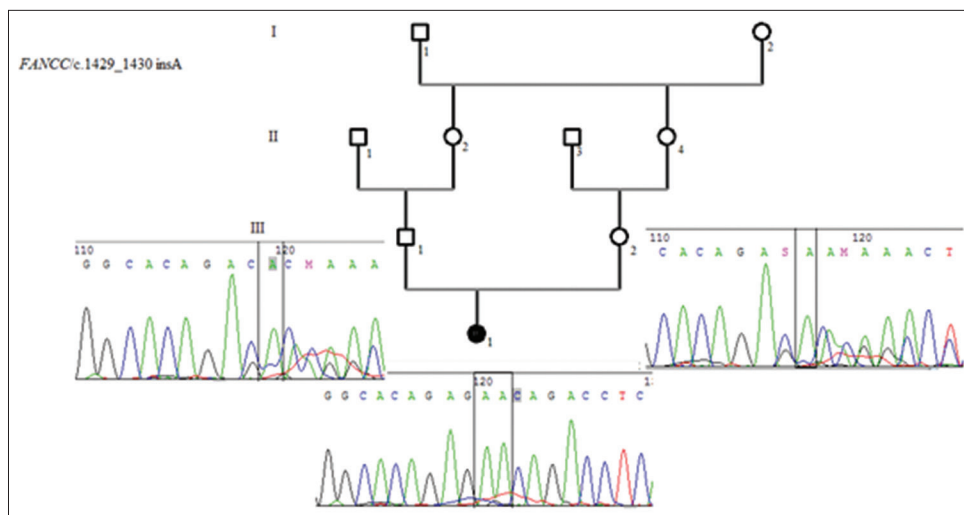 I
1
2
FANCC/c.1429_1430 insA
II
1
2
3
4
III
1
2
110 120
G G C A C A G A C A C M A A A
110 120
C A C A G A S A A M A A A C T
1
120
G G C A C A G A G A A C A G A C C T C